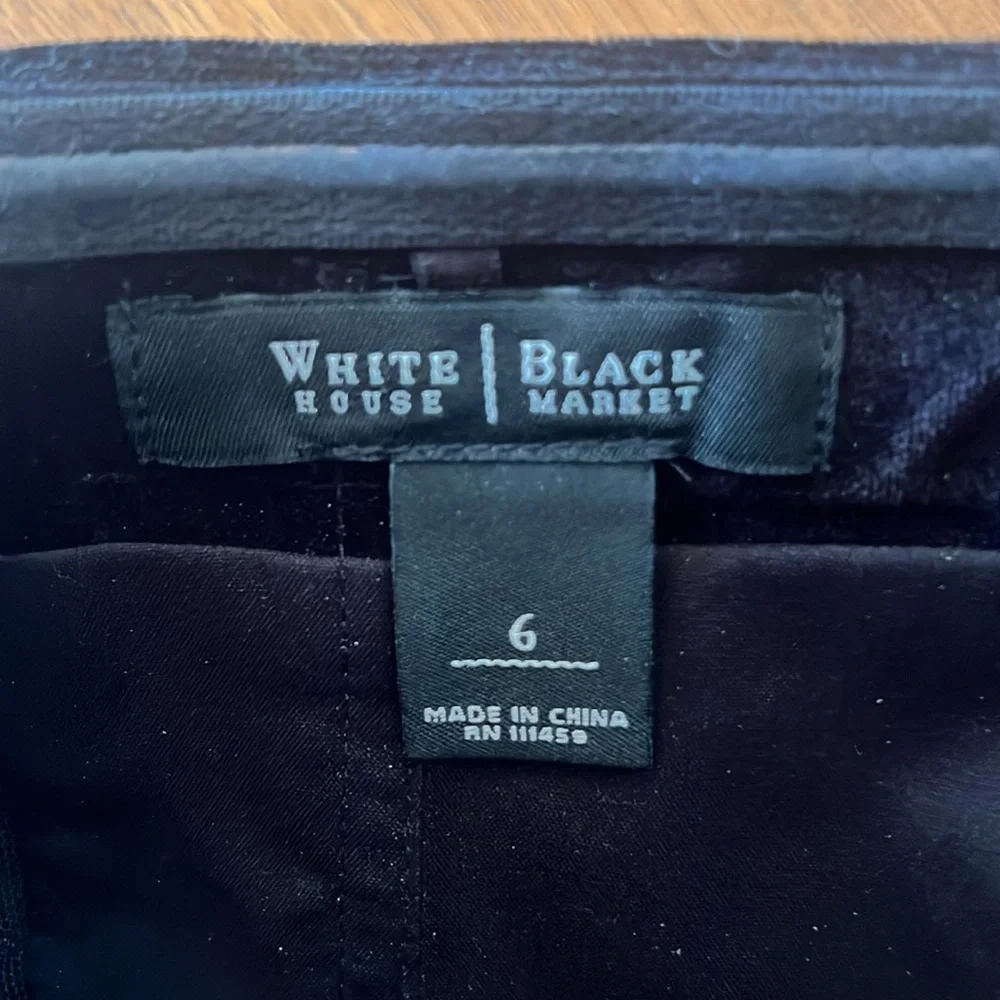 WHITE | BLACK
HOUSE | MARKET
6
MADE IN CHINA
RN 111459